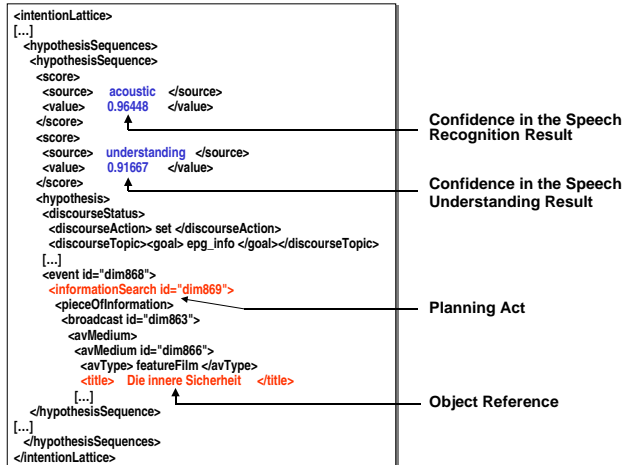 <intentionLattice>
[...]
<hypothesisSequences>
<hypothesisSequence>
<score>
<source> acoustic </source>
<value> 0.96448 </value>
</score>
<score>
<source> understanding </source>
<value> 0.91667 </value>
</score>
<hypothesis>
<discourseStatus>
<discourseAction> set </discourseAction>
<discourseTopic><goal> epg_info </goal></discourseTopic>
[...]
<event id="dim868">
<informationSearch id="dim869">
<pieceOfInformation>
<broadcast id="dim863">
<avMedium>
<avMedium id="dim866">
<avType> featureFilm </avType>
<title> Die innere Sicherheit </title>
[...]
</hypothesisSequence>
[...]
</hypothesisSequences>
</intentionLattice>
Confidence in the Speech
Recognition Result
Confidence in the Speech
Understanding Result
Planning Act
Object Reference